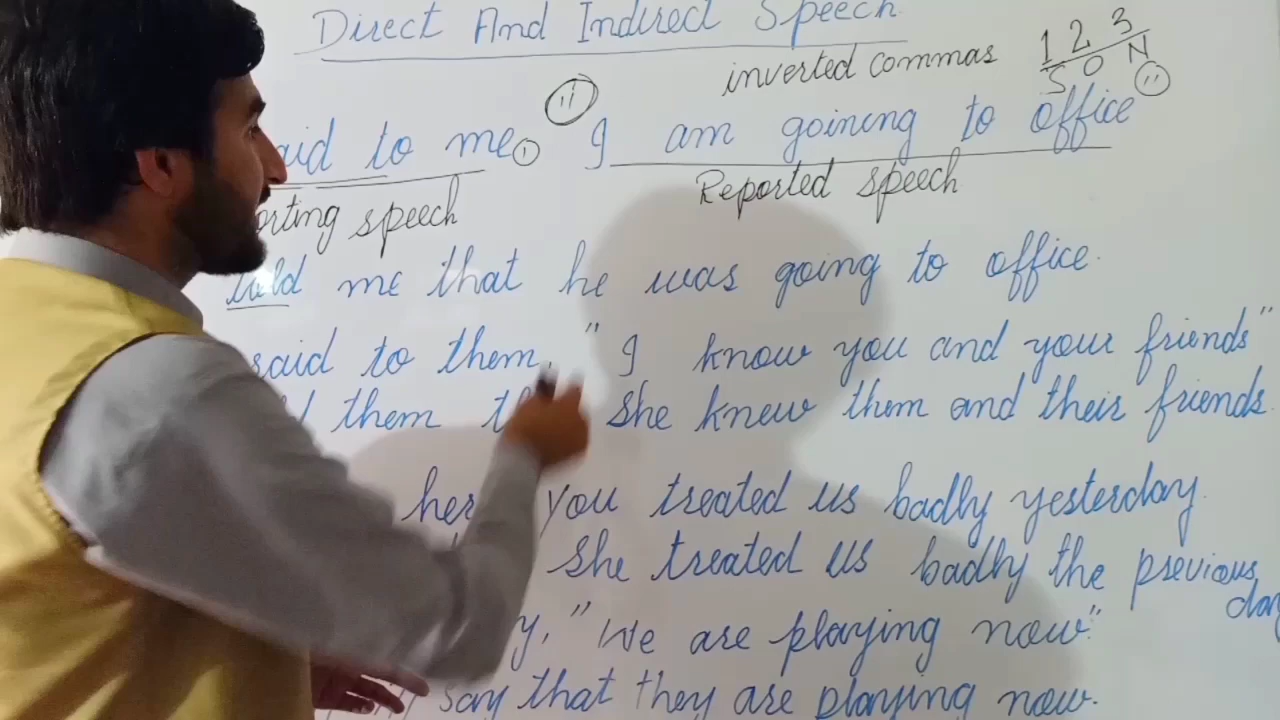 Direct And Indirect Speech
inverted commas 1 2 3
S O N "
said to me, " I am goining to office
Reporting speech Reported speech
told me that he was going to office.
said to them, " I know you and your friends"
them she knew them and their friends.
her you treated us badly yesterday.
She treated us badly the previous day
"We are playing now."
say that they are playing now.